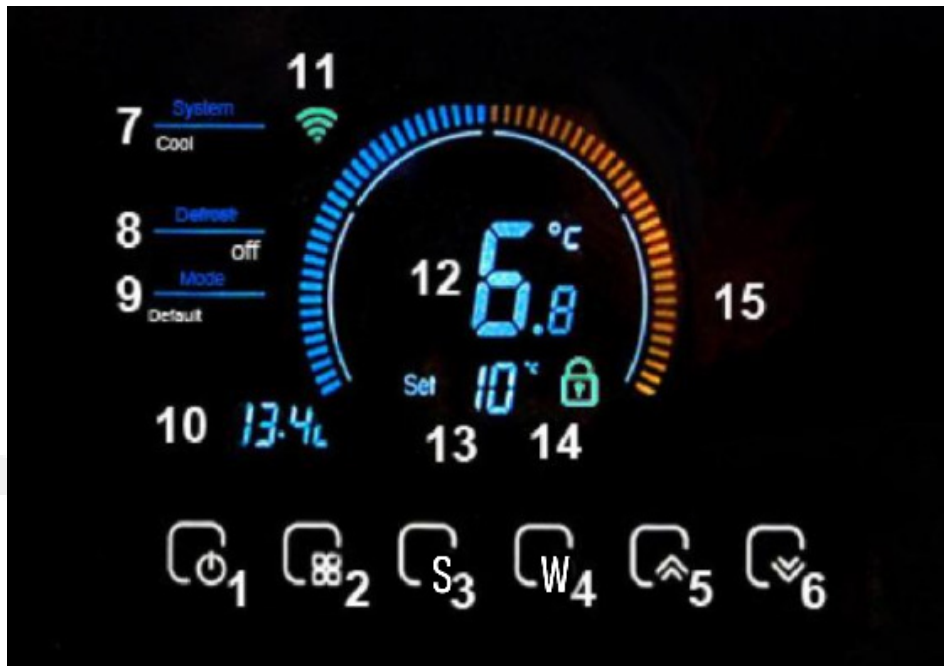 11
7 System
Cool
8 Defrost
off
9 Mode
Default
12 6.8 °C
15
Set 10 °C
10 13.4L
13 14
1 2 S3 W4 5 6